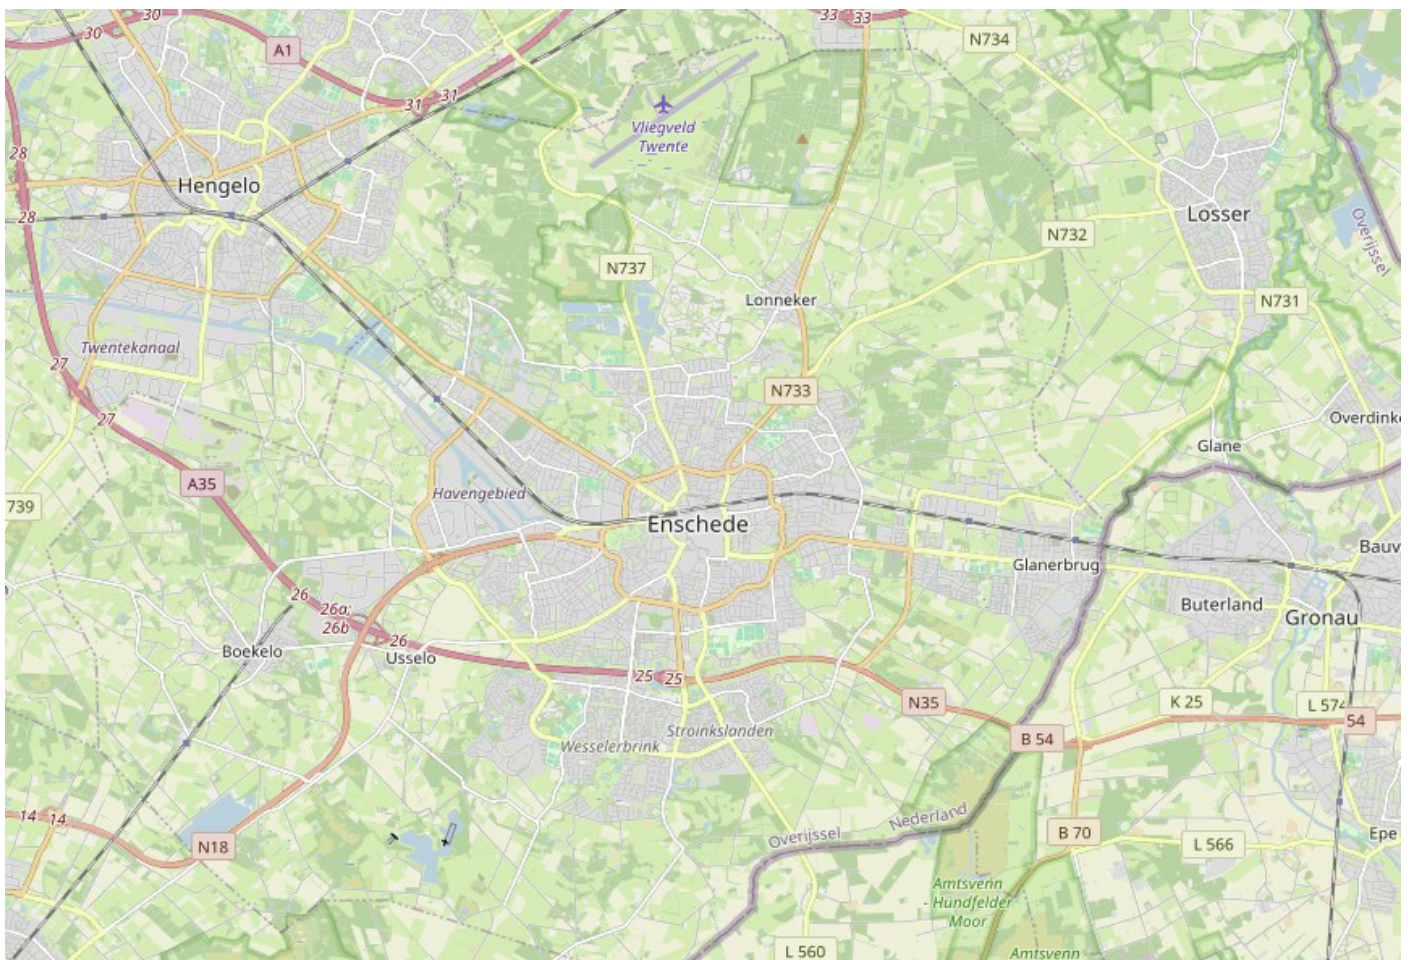 30
30
A1
31
31
33
33
N734
Vliegveld
Twente
28
28
Hengelo
Losser
N732
Overijssel
N737
Lonneker
N731
Twentekanaal
27
27
N733
Overdinke
Glane
A35
739
Havengebied
Enschede
Bauv
Glanerbrug
26
26a;
26b
26
Buterland
Gronau
Boekelo
Usselo
25
25
N35
K 25
L 574
54
B 54
Stroinkslanden
Wesselerbrink
14
14
N18
Overijssel
Nederland
B 70
L 566
Epe
Amtsvenn
- Hündfelder
Moor
L 560
Amtsvenn